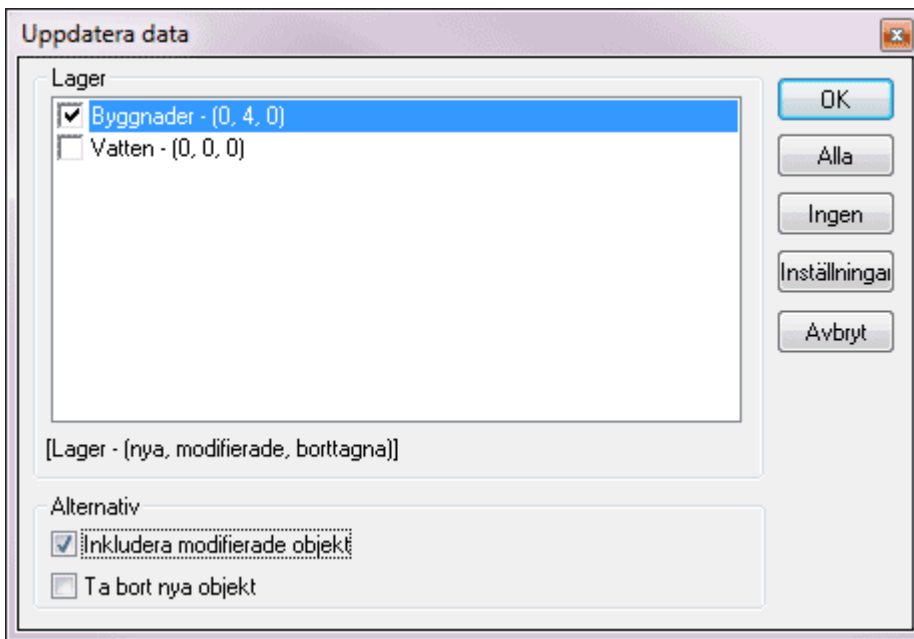 Uppdatera data
Lager
Byggnader - (0, 4, 0)
Vatten - (0, 0, 0)
[Lager - (nya, modifierade, borttagna)]
OK
Alla
Ingen
Inställningar
Avbryt
Alternativ
Inkludera modifierade objekt
Ta bort nya objekt